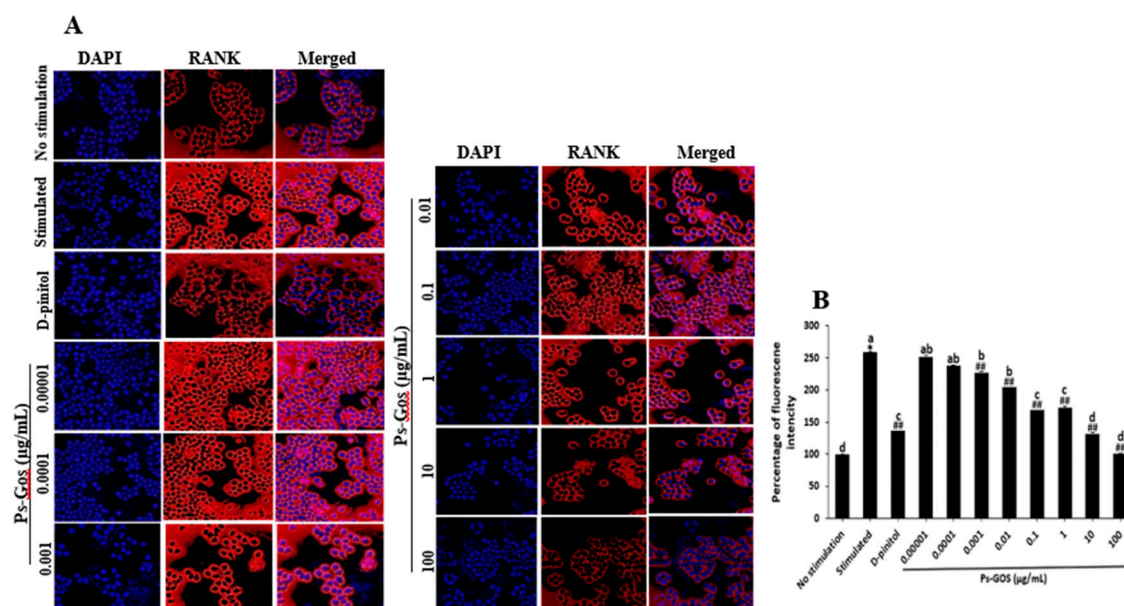 A
DAPI RANK Merged
No stimulation
Stimulated
D-pinitol
Ps-Gos (µg/mL)
0.00001
0.0001
0.001
DAPI RANK Merged
Ps-Gos (µg/mL)
0.01
0.1
1
10
100
B
Percentage of fluorescene
intensity
300
250
200
150
100
50
0
d
a
*
c
##
ab
ab
b
##
b
##
c
##
c
##
d
##
d
##
No stimulation
Stimulated
D-pinitol
0.00001
0.0001
0.001
0.01
0.1
1
10
100
Ps-GOS (µg/mL)